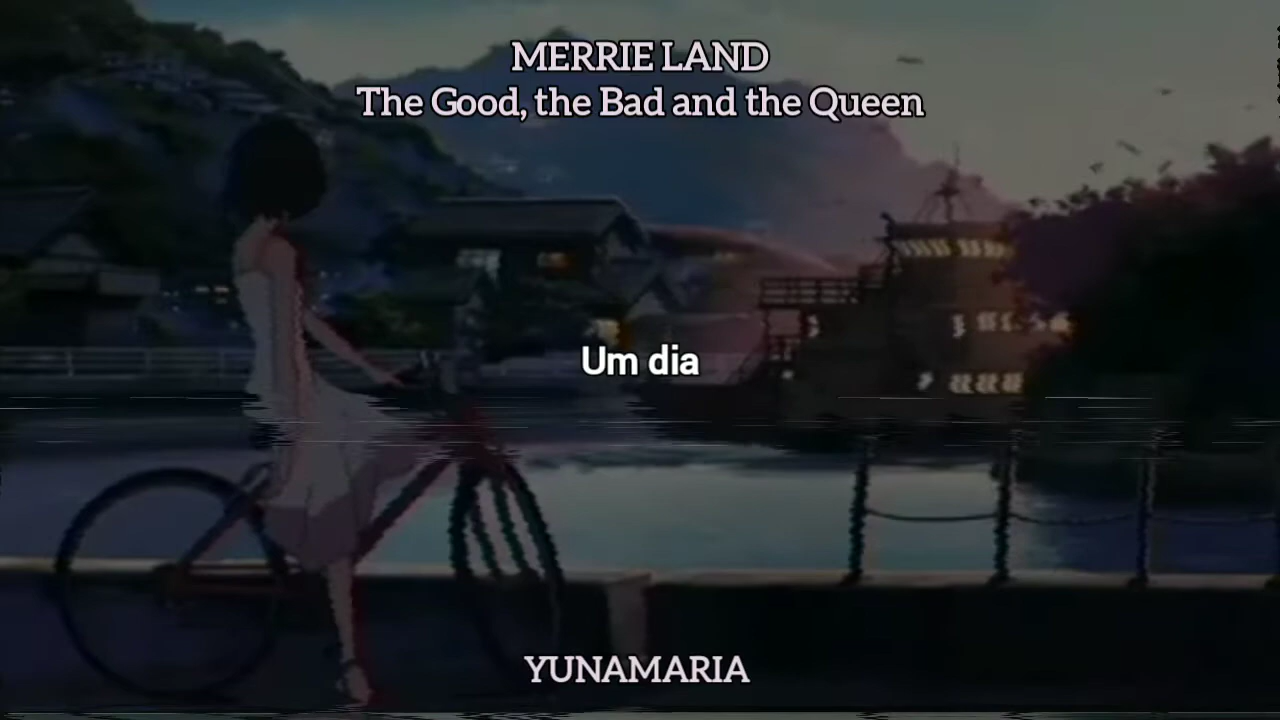 MERRIE LAND
The Good, the Bad and the Queen
Um dia
YUNAMARIA